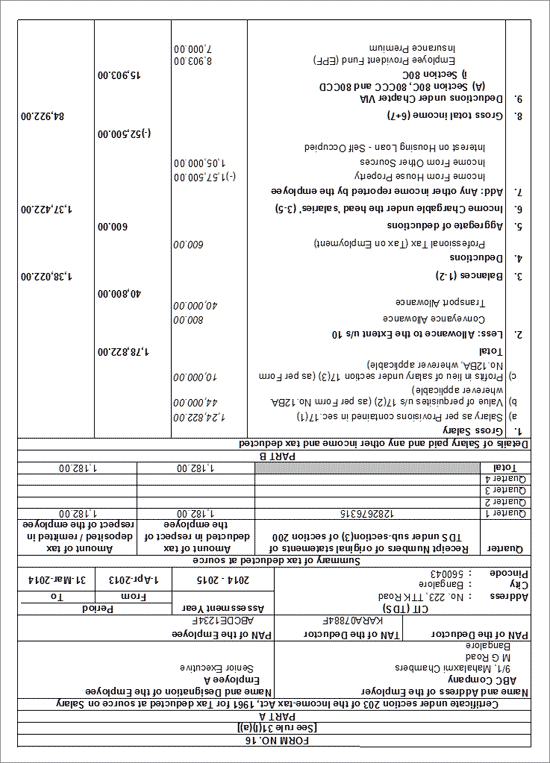 FORM NO. 16
[See rule 31(l)(a)]
PART A
Certificate under section 203 of the Income-tax Act, 1961 for Tax deducted at source on Salary
Name and Address of the Employer Name and Designation of the Employee
ABC Company Employee A
9/1, Mahalaxmi Chambers Senior Executive
M G Road
Bangalore
PAN of the Deductor TAN of the Deductor PAN of the Employee
KARA07884F ABCDE1234F
CIT (TDS) Assessment Year Period
Address : No. 223, TTK Road 2014 - 2015 From To
City : Bangalore 1-Apr-2013 31-Mar-2014
Pincode : 560043
Summary of tax deducted at source
Quarter Receipt Numbers of original statements of TDS under sub-section(3) of section 200 Amount of tax deducted in respect of the employee Amount of tax deposited / remitted in respect of the employee
Quarter 1 1282676315 1,182.00 1,182.00
Quarter 2
Quarter 3
Quarter 4
Total 1,182.00 1,182.00
PART B
Details of Salary paid and any other income and tax deducted
1. Gross Salary
a) Salary as per Provisions contained in sec.17(1) 1,24,822.00
b) Value of perquisites u/s 17(2) (as per Form No.12BA 44,000.00
wherever applicable)
c) Profits in lieu of salary under section 17(3) (as per Form 10,000.00
No.12BA, wherever applicable)
Total 1,78,822.00
2. Less: Allowance to the Extent u/s 10
Conveyance Allowance 800.00
Transport Allowance 40,000.00
40,800.00
3. Balances (1-2) 1,38,022.00
4. Deductions
Professional Tax (Tax on Employment) 600.00
5. Aggregate of deductions 600.00
6. Income Chargable under the head 'salaries' (3-5) 1,37,422.00
7. Add: Any other income reported by the employee
Income From House Property (-)1,57,500.00
Income From Other Sources 1,05,000.00
Interest on Housing Loan - Self Occupied
(-)52,500.00
8. Gross total income (6+7) 84,922.00
9. Deductions under Chapter VIA
(A) Section 80C, 80CCC and 80CCD
i) Section 80C 15,903.00
Employee Provident Fund (EPF) 8,903.00
Insurance Premium 7,000.00